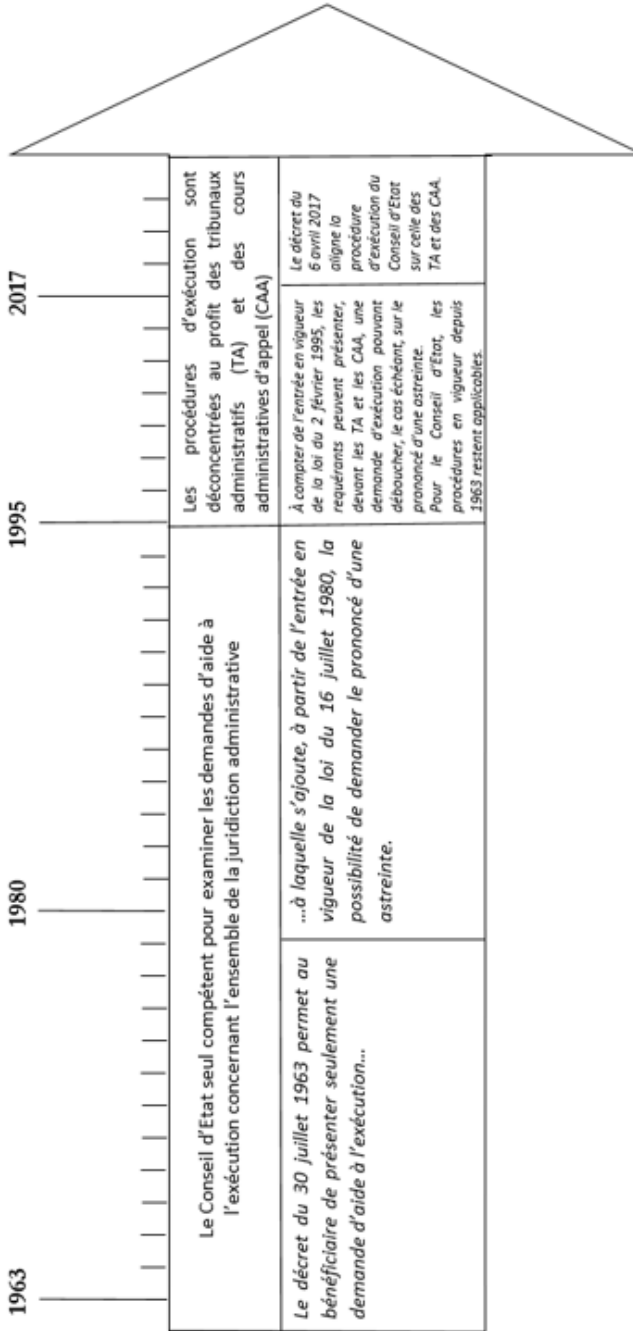 1963
1980
1995
2017
Le Conseil d'Etat seul compétent pour examiner les demandes d'aide à
l'exécution concernant l'ensemble de la juridiction administrative
Les procédures d'exécution sont
déconcentrées au profit des tribunaux
administratifs (TA) et des cours
administratives d'appel (CAA)
Le décret du 30 juillet 1963 permet au
bénéficiaire de présenter seulement une
demande d'aide à l'exécution...
...à laquelle s'ajoute, à partir de l'entrée en
vigueur de la loi du 16 juillet 1980, la
possibilité de demander le prononcé d'une
astreinte.
À compter de l'entrée en vigueur
de la loi du 2 février 1995, les
requérants peuvent présenter,
devant les TA et les CAA, une
demande d'exécution pouvant
déboucher, le cas échéant, sur le
prononcé d'une astreinte.
Pour le Conseil d'Etat, les
procédures en vigueur depuis
1963 restent applicables.
Le décret du
6 avril 2017
aligne la
procédure
d'exécution du
Conseil d'Etat
sur celle des
TA et des CAA.